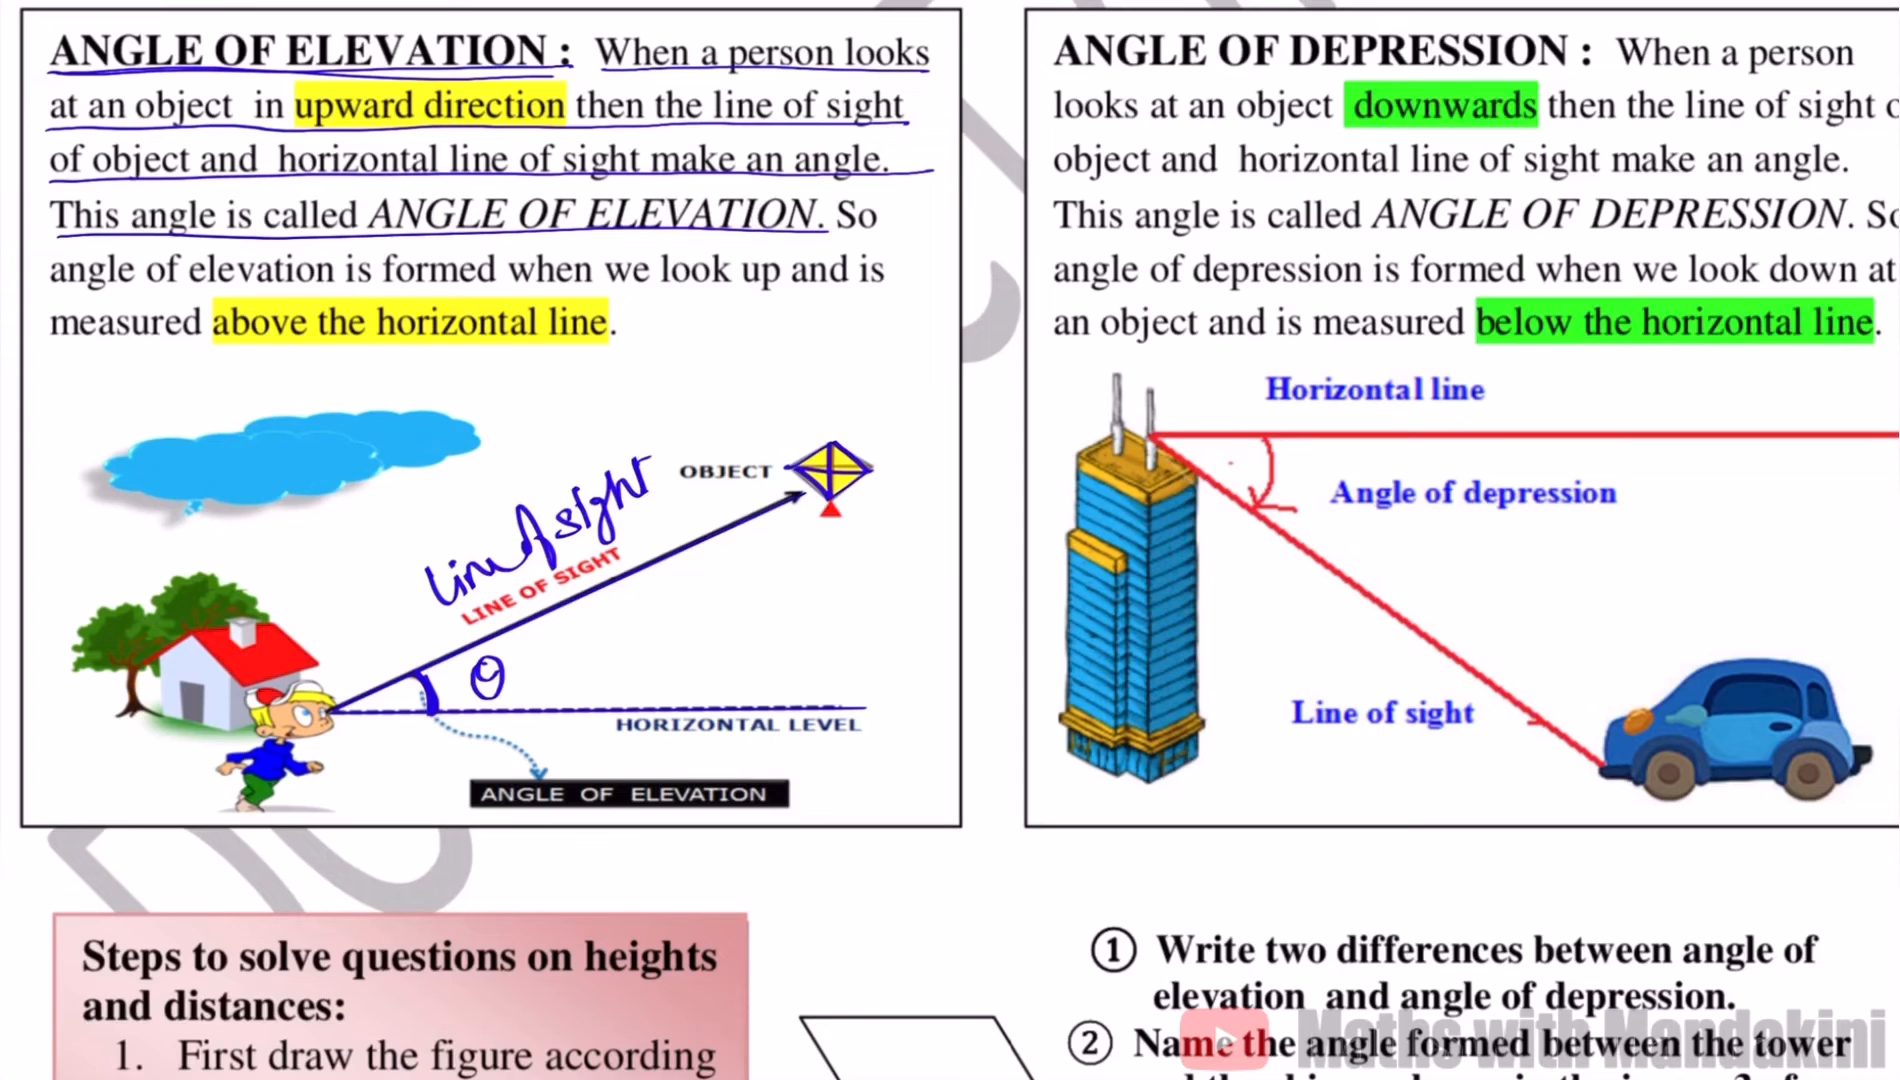 ANGLE OF ELEVATION : When a person looks
at an object in upward direction then the line of sight
of object and horizontal line of sight make an angle.
This angle is called ANGLE OF ELEVATION. So
angle of elevation is formed when we look up and is
measured above the horizontal line.
OBJECT
Line of sight
LINE OF SIGHT
θ
HORIZONTAL LEVEL
ANGLE OF ELEVATION
ANGLE OF DEPRESSION : When a person
looks at an object downwards then the line of sight
object and horizontal line of sight make an angle.
This angle is called ANGLE OF DEPRESSION. So
angle of depression is formed when we look down at
an object and is measured below the horizontal line.
Horizontal line
Angle of depression
Line of sight
Steps to solve questions on heights
and distances:
1. First draw the figure according
① Write two differences between angle of
elevation and angle of depression.
② Name the angle formed between the tower
Maths with Mandakini